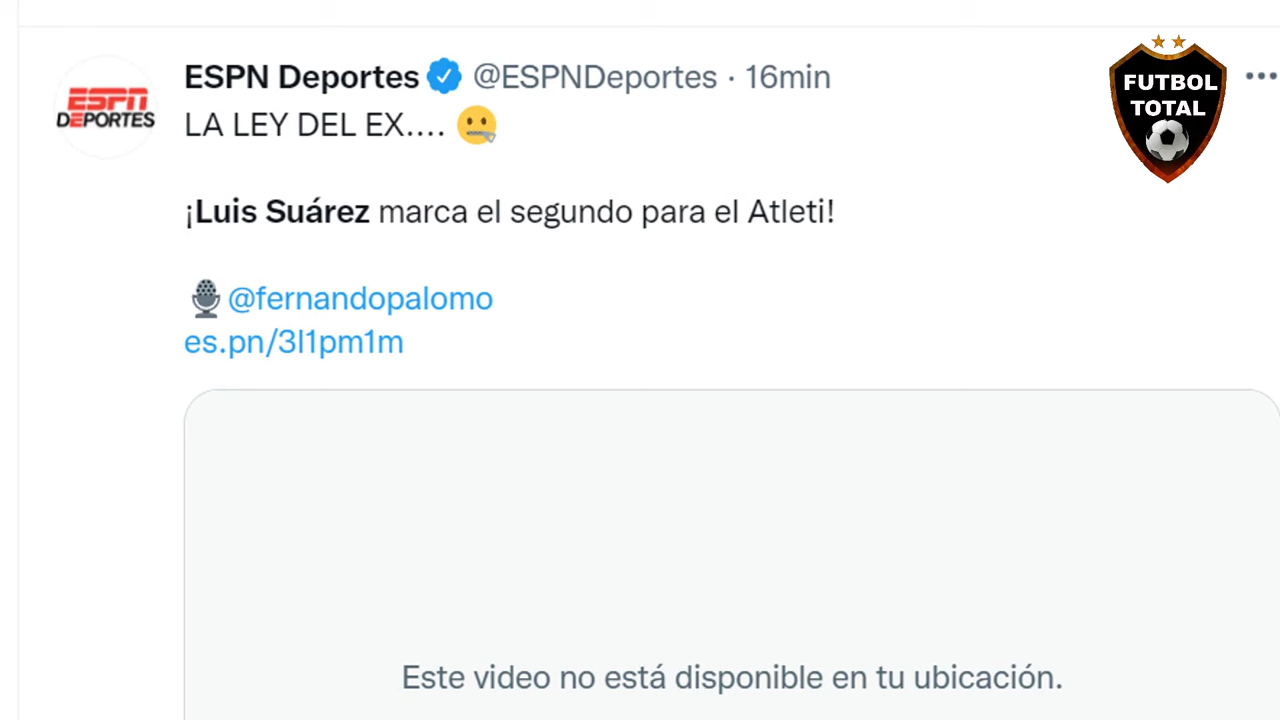 ESPN Deportes @ESPNDeportes · 16min
ESPN
DEPORTES
LA LEY DEL EX....
FUTBOL
TOTAL
¡Luis Suárez marca el segundo para el Atleti!
@fernandopalomo
es.pn/3l1pm1m
Este video no está disponible en tu ubicación.